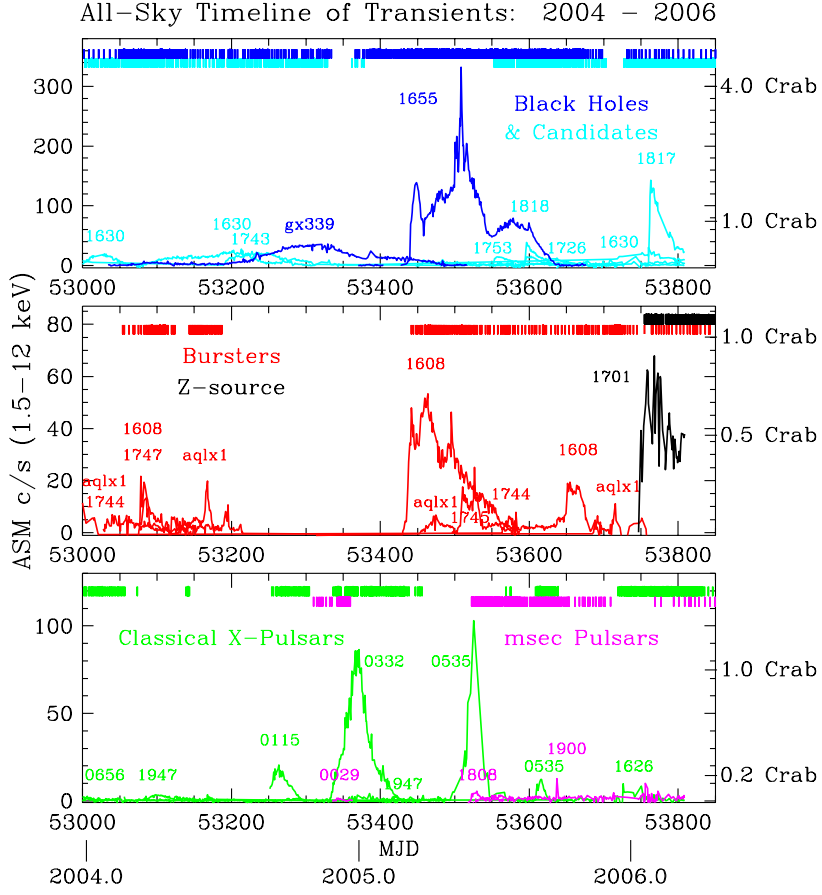 All-Sky Timeline of Transients: 2004 - 2006
300
200
100
0
4.0 Crab
1.0 Crab
1655
Black Holes
& Candidates
1817
1630
1630
1743
gx339
1818
1753
1726
1630
53000
53200
53400
53600
53800
ASM c/s (1.5-12 keV)
80
60
40
20
0
1.0 Crab
0.5 Crab
Bursters
Z-source
1608
1701
1608
1747
aqlx1
1608
aqlx1
1744
aqlx1
1744
1745
aqlx1
53000
53200
53400
53600
53800
100
50
0
1.0 Crab
0.2 Crab
Classical X-Pulsars
msec Pulsars
0332
0535
0115
1900
0656
1947
0029
1947
1808
0535
1626
53000
53200
53400
53600
53800
MJD
2004.0
2005.0
2006.0